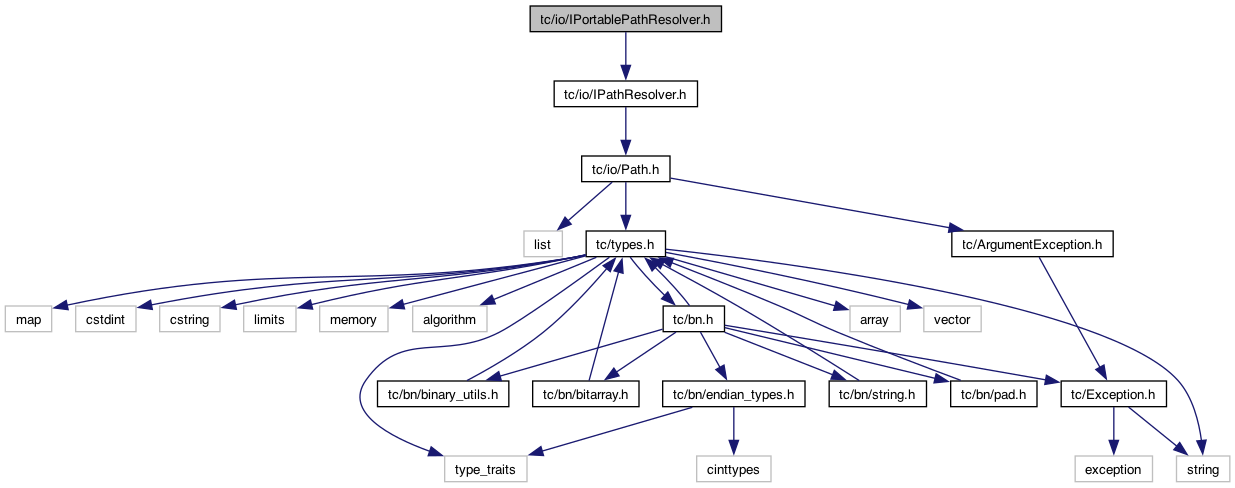 tc/io/IPortablePathResolver.h
tc/io/IPathResolver.h
tc/io/Path.h
list
tc/types.h
tc/ArgumentException.h
map
cstdint
cstring
limits
memory
algorithm
tc/bn.h
array
vector
tc/bn/binary_utils.h
tc/bn/bitarray.h
tc/bn/endian_types.h
tc/bn/string.h
tc/bn/pad.h
tc/Exception.h
type_traits
cinttypes
exception
string